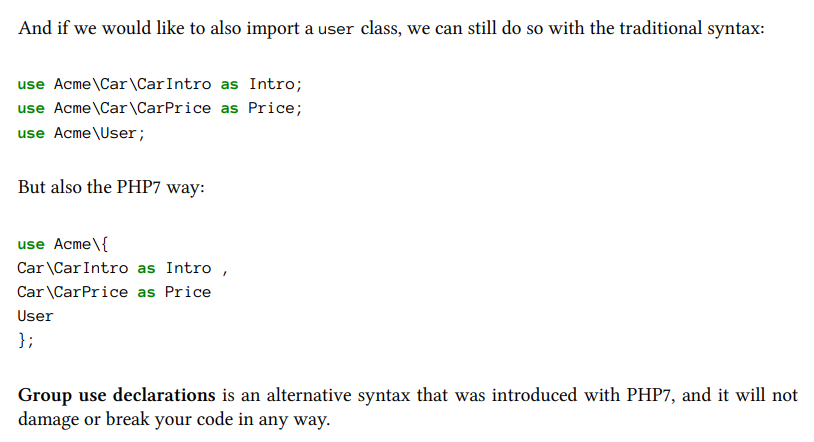 And if we would like to also import a user class, we can still do so with the traditional syntax:
use Acme\Car\CarIntro as Intro;
use Acme\Car\CarPrice as Price;
use Acme\User;
But also the PHP7 way:
use Acme\{
Car\CarIntro as Intro ,
Car\CarPrice as Price
User
};
Group use declarations is an alternative syntax that was introduced with PHP7, and it will not
damage or break your code in any way.